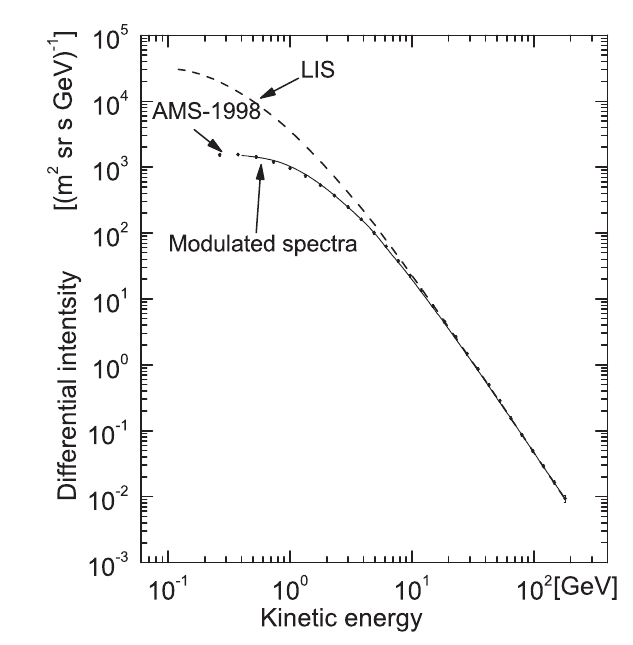 10^5
10^4
10^3
10^2
10^1
10^0
10^-1
10^-2
10^-3
Differential intentsity [(m^2 sr s GeV)^-1]
LIS
AMS-1998
Modulated spectra
10^-1 10^0 10^1 10^2 [GeV]
Kinetic energy